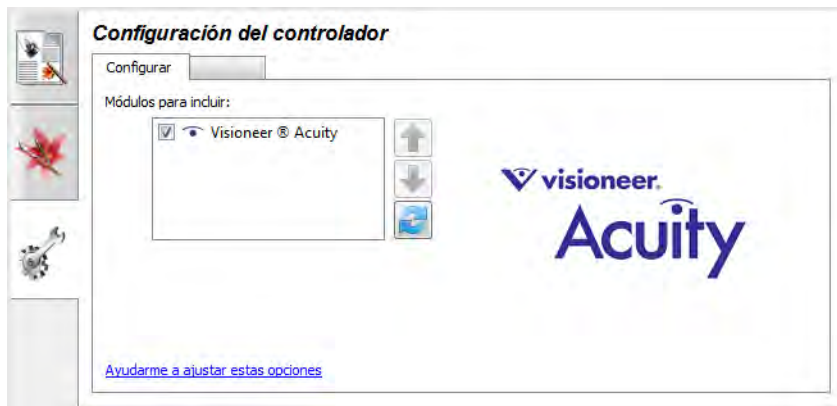 Configuración del controlador
Configurar
Módulos para incluir:
Visioneer ® Acuity
visioneer.
Acuity
Ayudarme a ajustar estas opciones